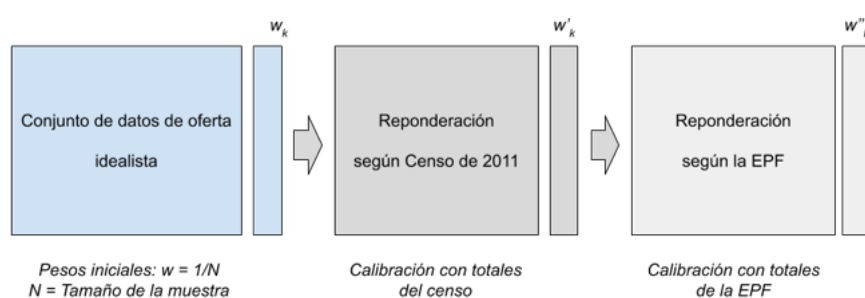 w_k
w'_k
w"
Conjunto de datos de oferta
idealista
Reponderación
según Censo de 2011
Reponderación
según la EPF
Pesos iniciales: w = 1/N
N = Tamaño de la muestra
Calibración con totales
del censo
Calibración con totales
de la EPF